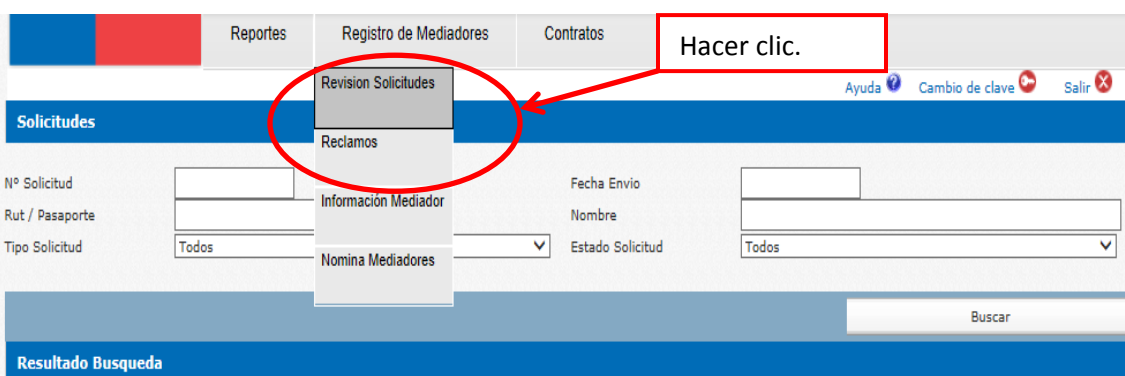 Reportes
Registro de Mediadores
Contratos
Hacer clic.
Revision Solicitudes
Ayuda
Cambio de clave
Salir
Solicitudes
Reclamos
Nº Solicitud
Fecha Envio
Información Mediador
Rut / Pasaporte
Nombre
Tipo Solicitud
Todos
Estado Solicitud
Todos
Nomina Mediadores
Buscar
Resultado Busqueda